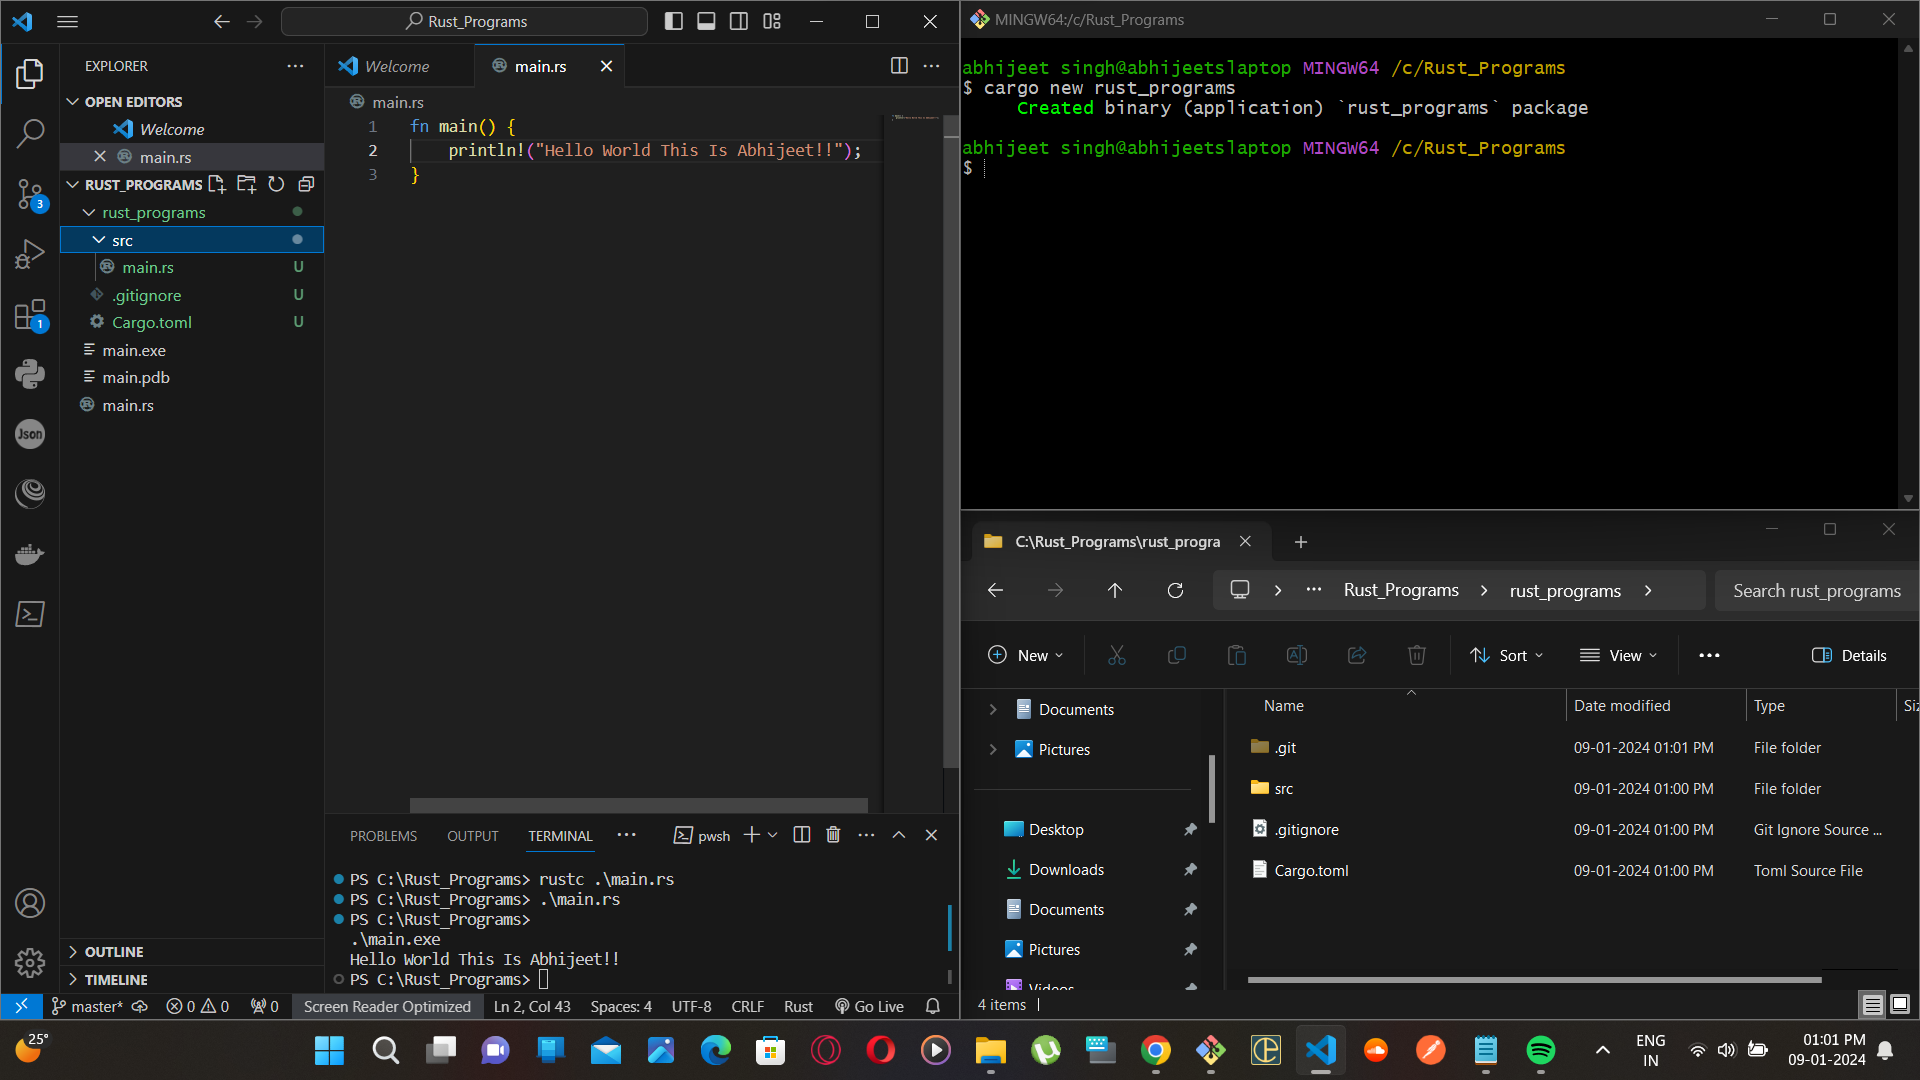 Rust_Programs
EXPLORER
OPEN EDITORS
Welcome
main.rs
RUST_PROGRAMS
rust_programs
src
main.rs U
.gitignore U
Cargo.toml U
main.exe
main.pdb
main.rs
OUTLINE
TIMELINE
3
1
Json
Welcome
main.rs
main.rs
1 fn main() {
2 println!("Hello World This Is Abhijeet!!");
3 }
PROBLEMS OUTPUT TERMINAL ··· pwsh
PS C:\Rust_Programs> rustc .\main.rs
PS C:\Rust_Programs> .\main.rs
PS C:\Rust_Programs>
.\main.exe
Hello World This Is Abhijeet!!
PS C:\Rust_Programs>
master* 0 0 0 Screen Reader Optimized Ln 2, Col 43 Spaces: 4 UTF-8 CRLF Rust Go Live
MINGW64:/c/Rust_Programs
abhijeet singh@abhijeetslaptop MINGW64 /c/Rust_Programs
$ cargo new rust_programs
Created binary (application) `rust_programs` package
abhijeet singh@abhijeetslaptop MINGW64 /c/Rust_Programs
$
C:\Rust_Programs\rust_progra
Rust_Programs > rust_programs >
Search rust_programs
New Sort View ··· Details
Documents
Pictures
Desktop
Downloads
Documents
Pictures
Videos
Name Date modified Type Siz
.git 09-01-2024 01:01 PM File folder
src 09-01-2024 01:00 PM File folder
.gitignore 09-01-2024 01:00 PM Git Ignore Source ...
Cargo.toml 09-01-2024 01:00 PM Toml Source File
4 items
25°
ENG
IN
01:01 PM
09-01-2024